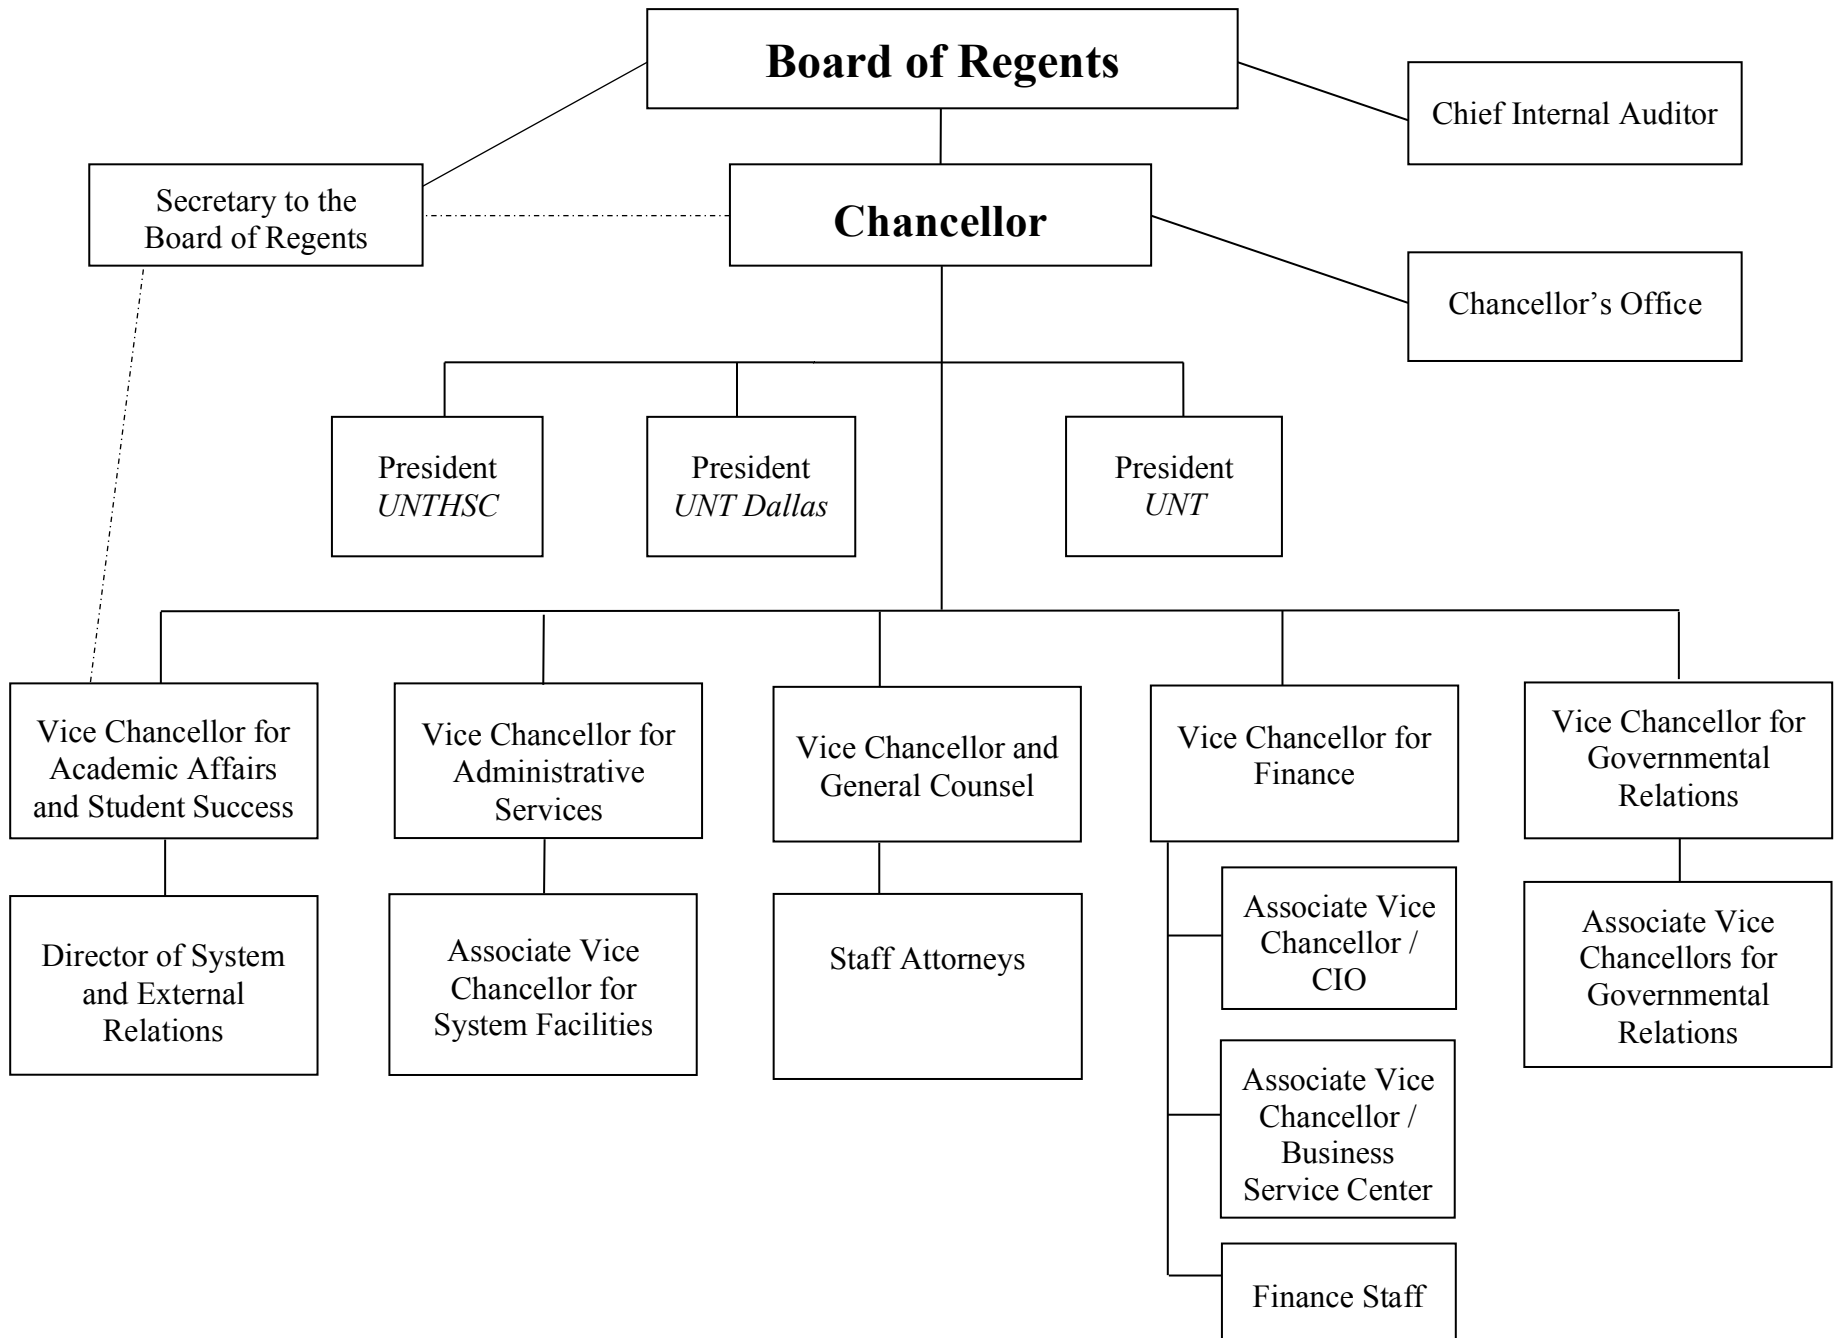 Board of Regents
Chief Internal Auditor
Secretary to the
Board of Regents
Chancellor
Chancellor’s Office
President
UNTHSC
President
UNT Dallas
President
UNT
Vice Chancellor for
Academic Affairs
and Student Success
Vice Chancellor for
Administrative
Services
Vice Chancellor and
General Counsel
Vice Chancellor for
Finance
Vice Chancellor for
Governmental
Relations
Director of System
and External
Relations
Associate Vice
Chancellor for
System Facilities
Staff Attorneys
Associate Vice
Chancellor /
CIO
Associate Vice
Chancellor /
Business
Service Center
Finance Staff
Associate Vice
Chancellors for
Governmental
Relations